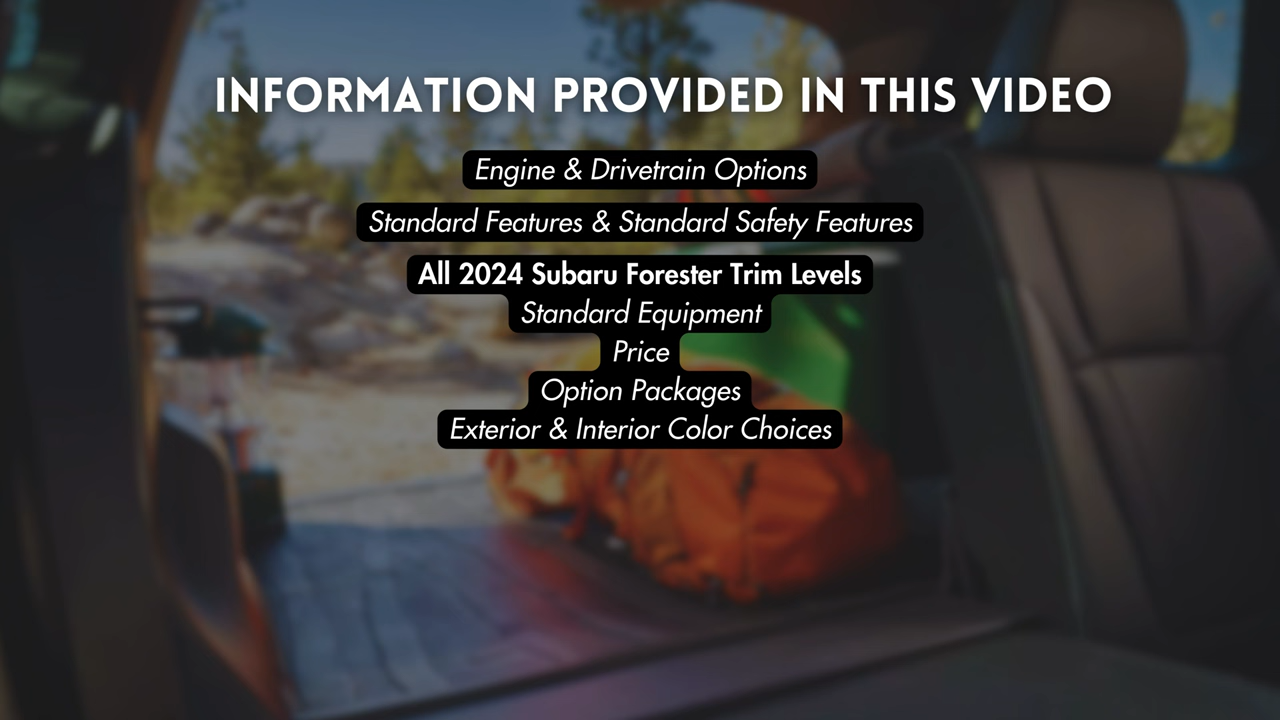 INFORMATION PROVIDED IN THIS VIDEO
Engine & Drivetrain Options
Standard Features & Standard Safety Features
All 2024 Subaru Forester Trim Levels
Standard Equipment
Price
Option Packages
Exterior & Interior Color Choices